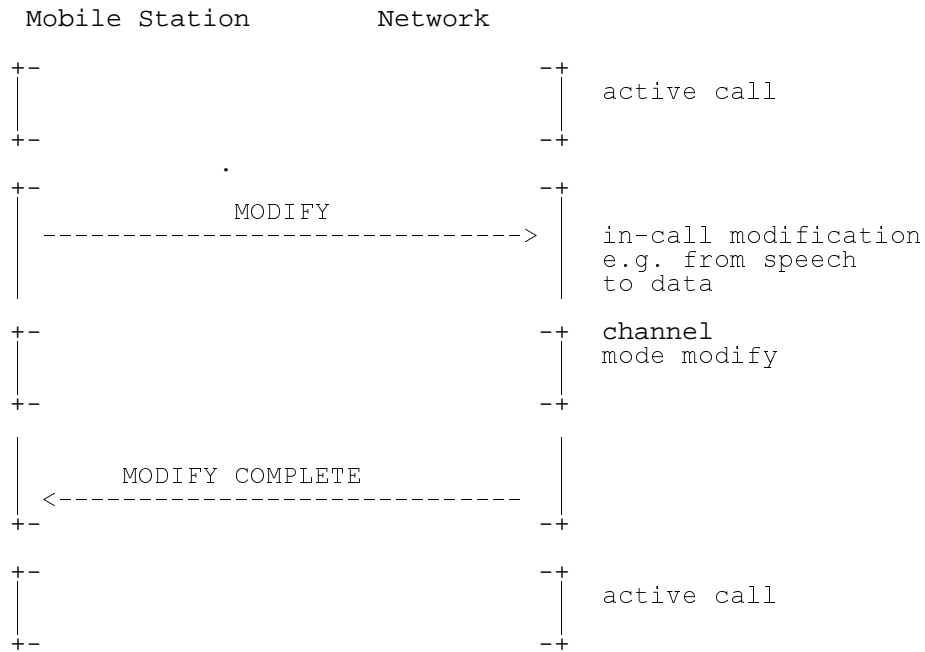 Mobile Station Network
active call
MODIFY
in-call modification
e.g. from speech
to data
channel
mode modify
MODIFY COMPLETE
active call